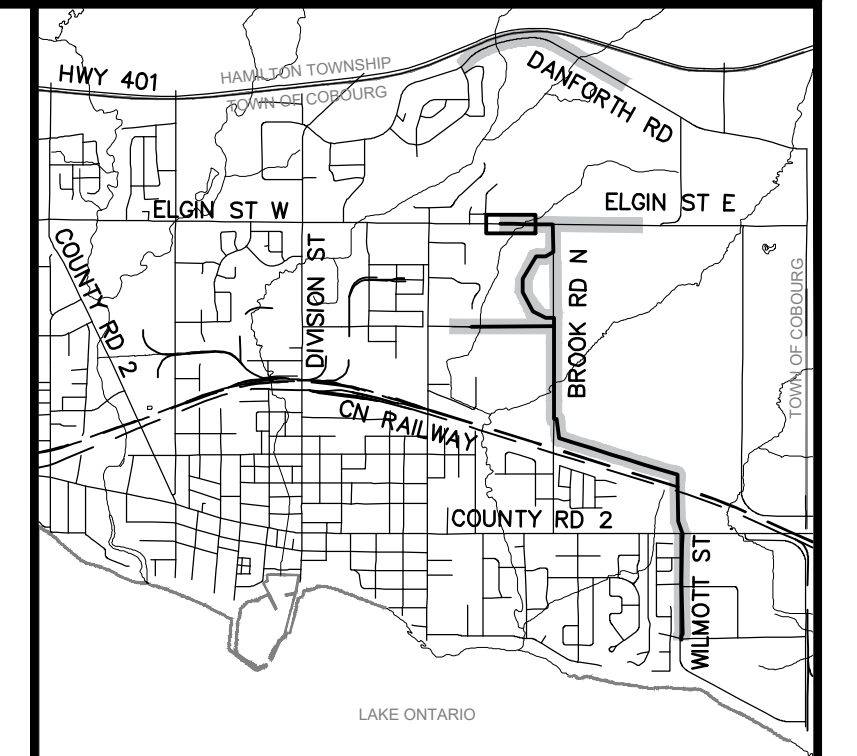 HWY 401
HAMILTON TOWNSHIP
TOWN OF COBOURG
DANFORTH RD
ELGIN ST W
ELGIN ST E
COUNTY RD 2
DIVISION ST
BROOK RD N
TOWN OF COBOURG
CN RAILWAY
COUNTY RD 2
WILMOTT ST
LAKE ONTARIO